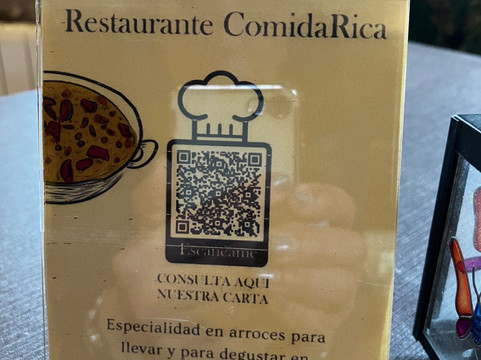 Restaurante ComidaRica
Escanéame
CONSULTA AQUI
NUESTRA CARTA
Especialidad en arroces para
llevar y para degustar en